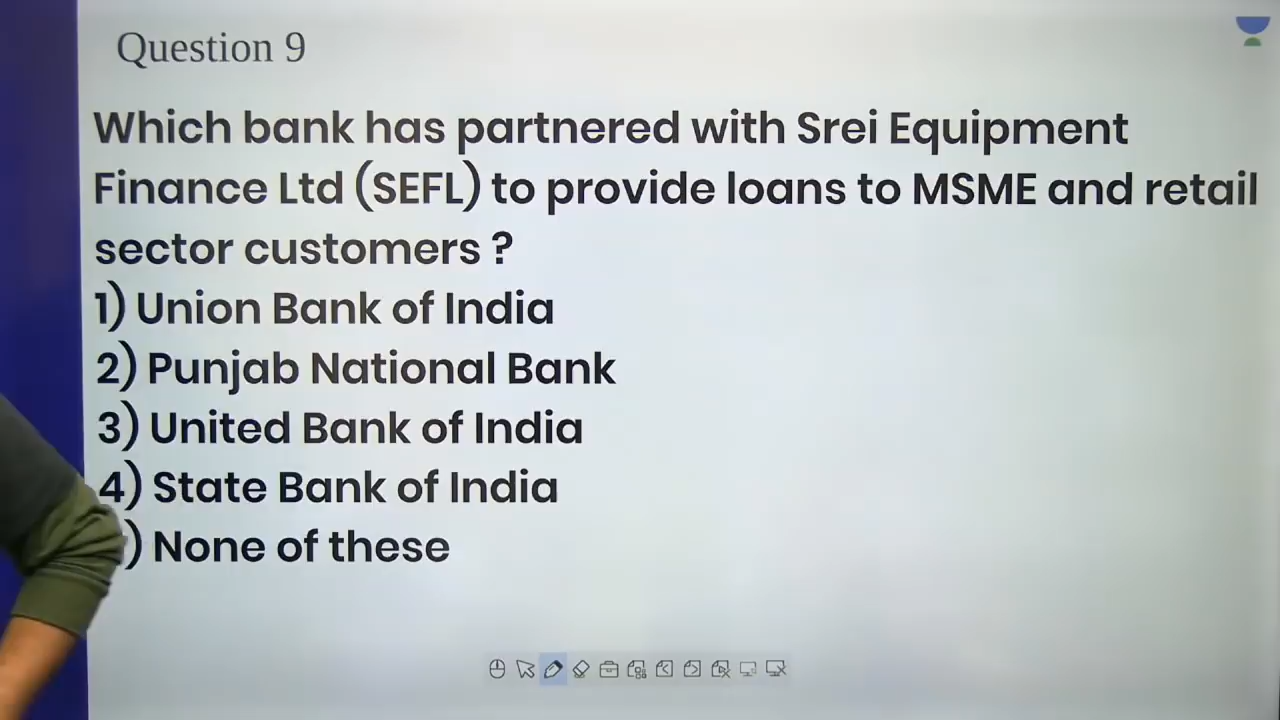 Question 9
Which bank has partnered with Srei Equipment
Finance Ltd (SEFL) to provide loans to MSME and retail
sector customers ?
1) Union Bank of India
2) Punjab National Bank
3) United Bank of India
4) State Bank of India
) None of these